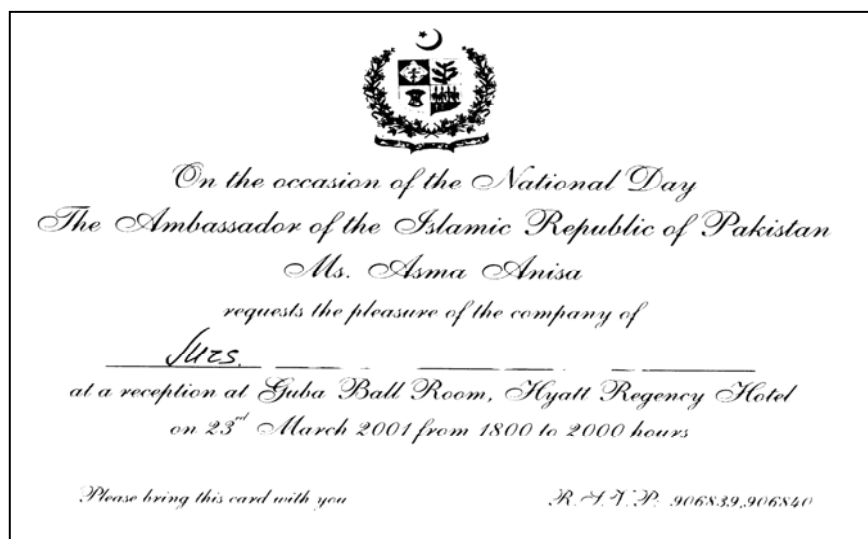 On the occasion of the National Day
The Ambassador of the Islamic Republic of Pakistan
Ms. Asma Anisa
requests the pleasure of the company of
Mrs.
at a reception at Guba Ball Room, Hyatt Regency Hotel
on 23rd March 2001 from 1800 to 2000 hours
Please bring this card with you R.S.V.P: 906839,906840